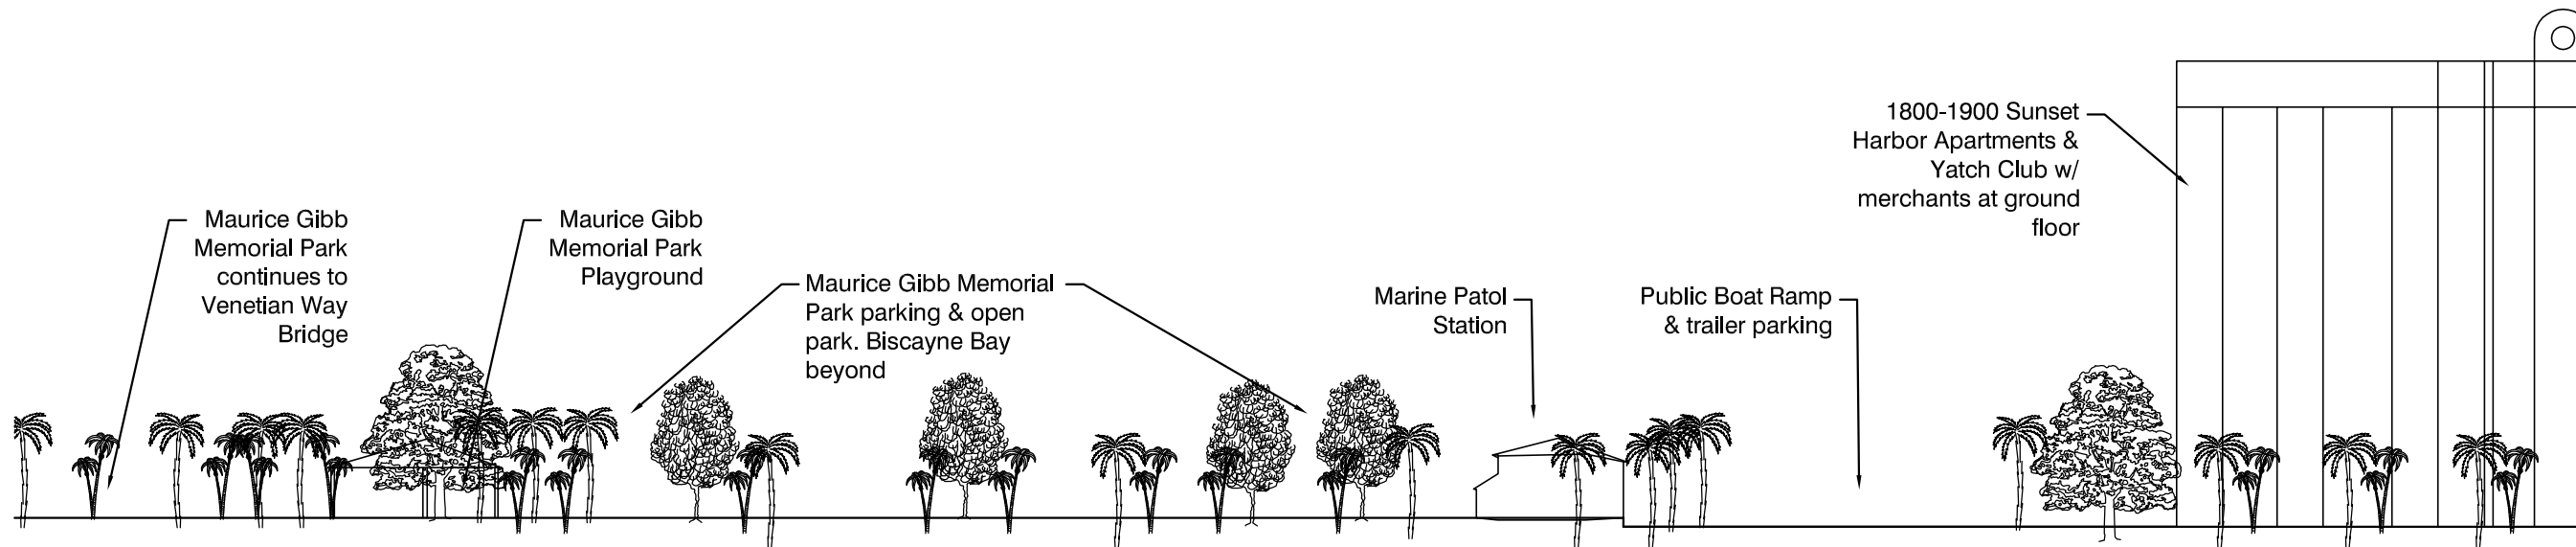 Maurice Gibb
Memorial Park
continues to
Venetian Way
Bridge
Maurice Gibb
Memorial Park
Playground
Maurice Gibb Memorial
Park parking & open
park. Biscayne Bay
beyond
Marine Patol
Station
Public Boat Ramp
& trailer parking
1800-1900 Sunset
Harbor Apartments &
Yatch Club w/
merchants at ground
floor